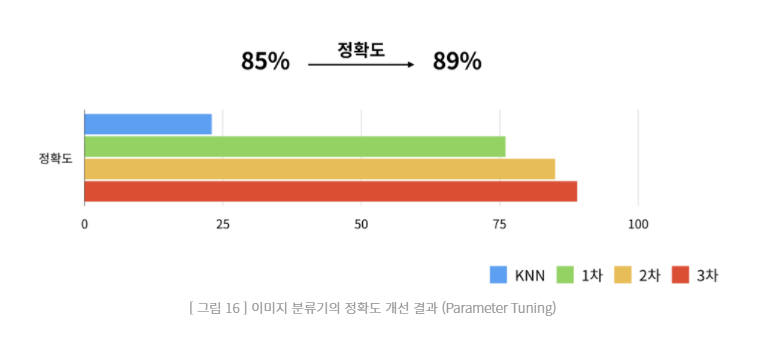 정확도
85% 89%
정확도
0 25 50 75 100
KNN 1차 2차 3차
[ 그림 16 ] 이미지 분류기의 정확도 개선 결과 (Parameter Tuning)